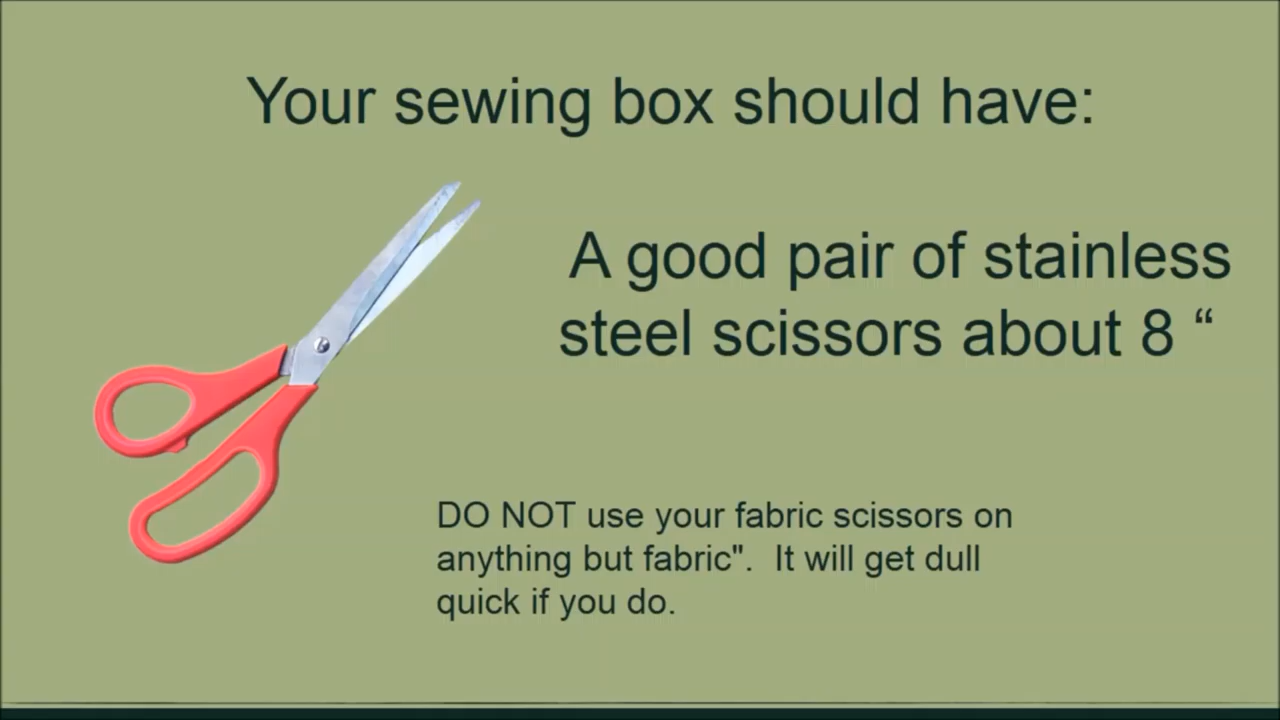 Your sewing box should have:
A good pair of stainless
steel scissors about 8 “
DO NOT use your fabric scissors on
anything but fabric".  It will get dull
quick if you do.